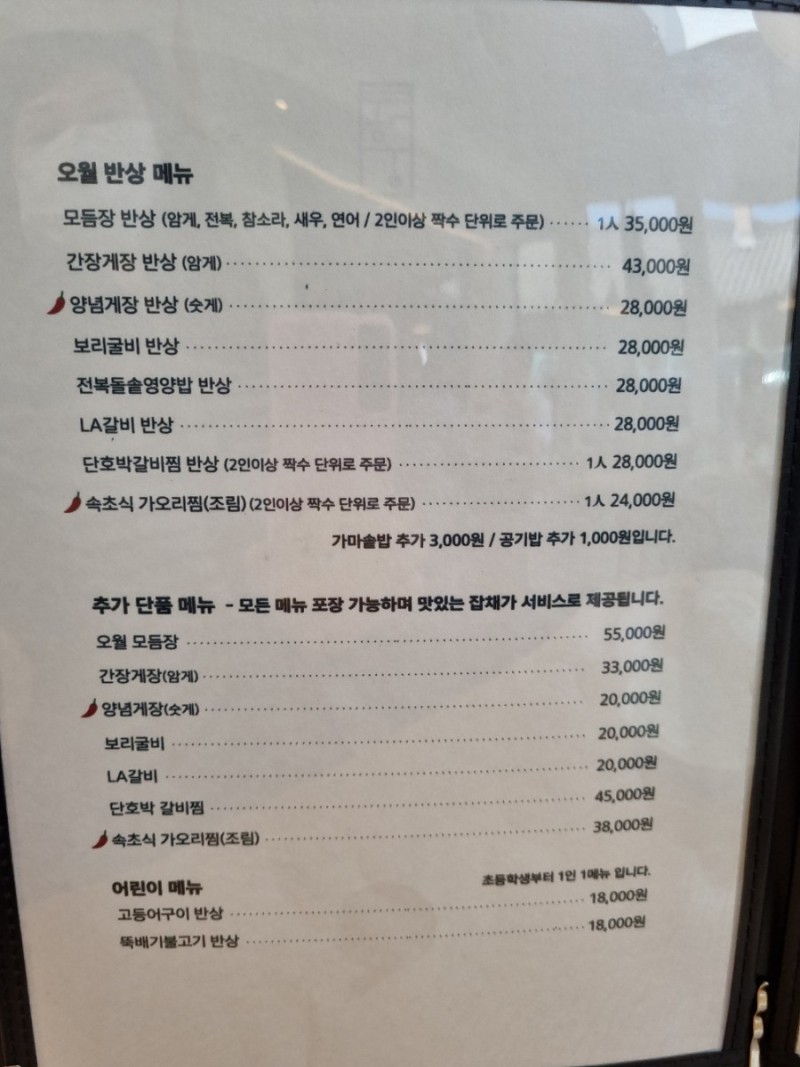 오월 반상 메뉴
모듬장 반상 (암게, 전복, 참소라, 새우, 연어 / 2인이상 짝수 단위로 주문) ······ 1人 35,000원
간장게장 반상 (암게) ······ 43,000원
양념게장 반상 (숫게) ······ 28,000원
보리굴비 반상 ······ 28,000원
전복돌솥영양밥 반상 ······ 28,000원
LA갈비 반상 ······ 28,000원
단호박갈비찜 반상 (2인이상 짝수 단위로 주문) ······ 1人 28,000원
속초식 가오리찜(조림) (2인이상 짝수 단위로 주문) ······ 1人 24,000원
가마솥밥 추가 3,000원 / 공기밥 추가 1,000원입니다.
추가 단품 메뉴 - 모든 메뉴 포장 가능하며 맛있는 잡채가 서비스로 제공됩니다.
오월 모듬장 ······ 55,000원
간장게장(암게) ······ 33,000원
양념게장(숫게) ······ 20,000원
보리굴비 ······ 20,000원
LA갈비 ······ 20,000원
단호박 갈비찜 ······ 45,000원
속초식 가오리찜(조림) ······ 38,000원
어린이 메뉴 초등학생부터 1인 1메뉴 입니다.
고등어구이 반상 ······ 18,000원
뚝배기불고기 반상 ······ 18,000원